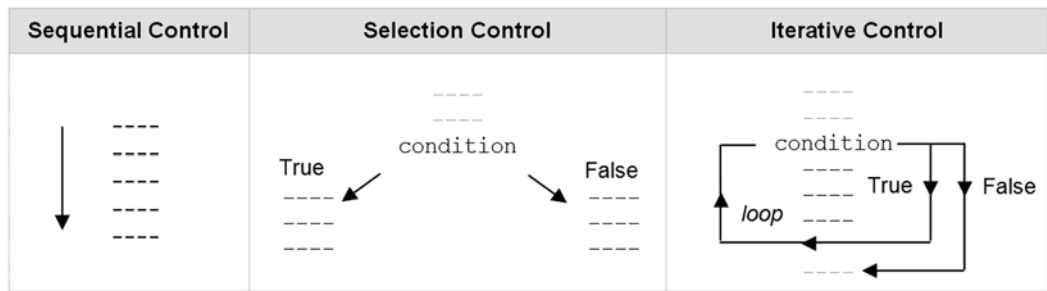 Sequential Control
Selection Control
Iterative Control
condition
True
False
condition
True
False
loop